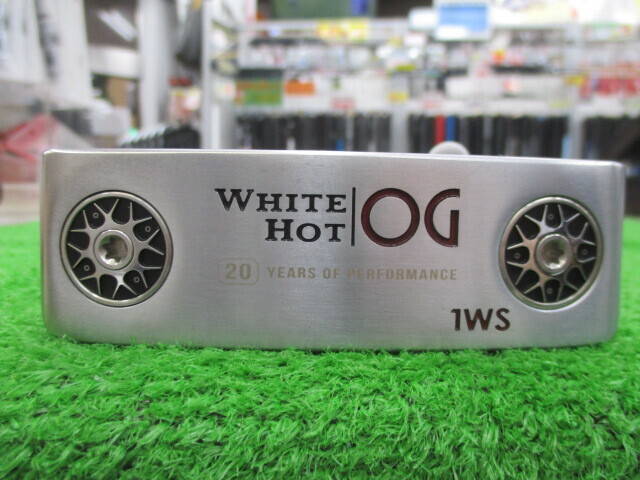 WHITE HOT OG
20 YEARS OF PERFORMANCE
1WS